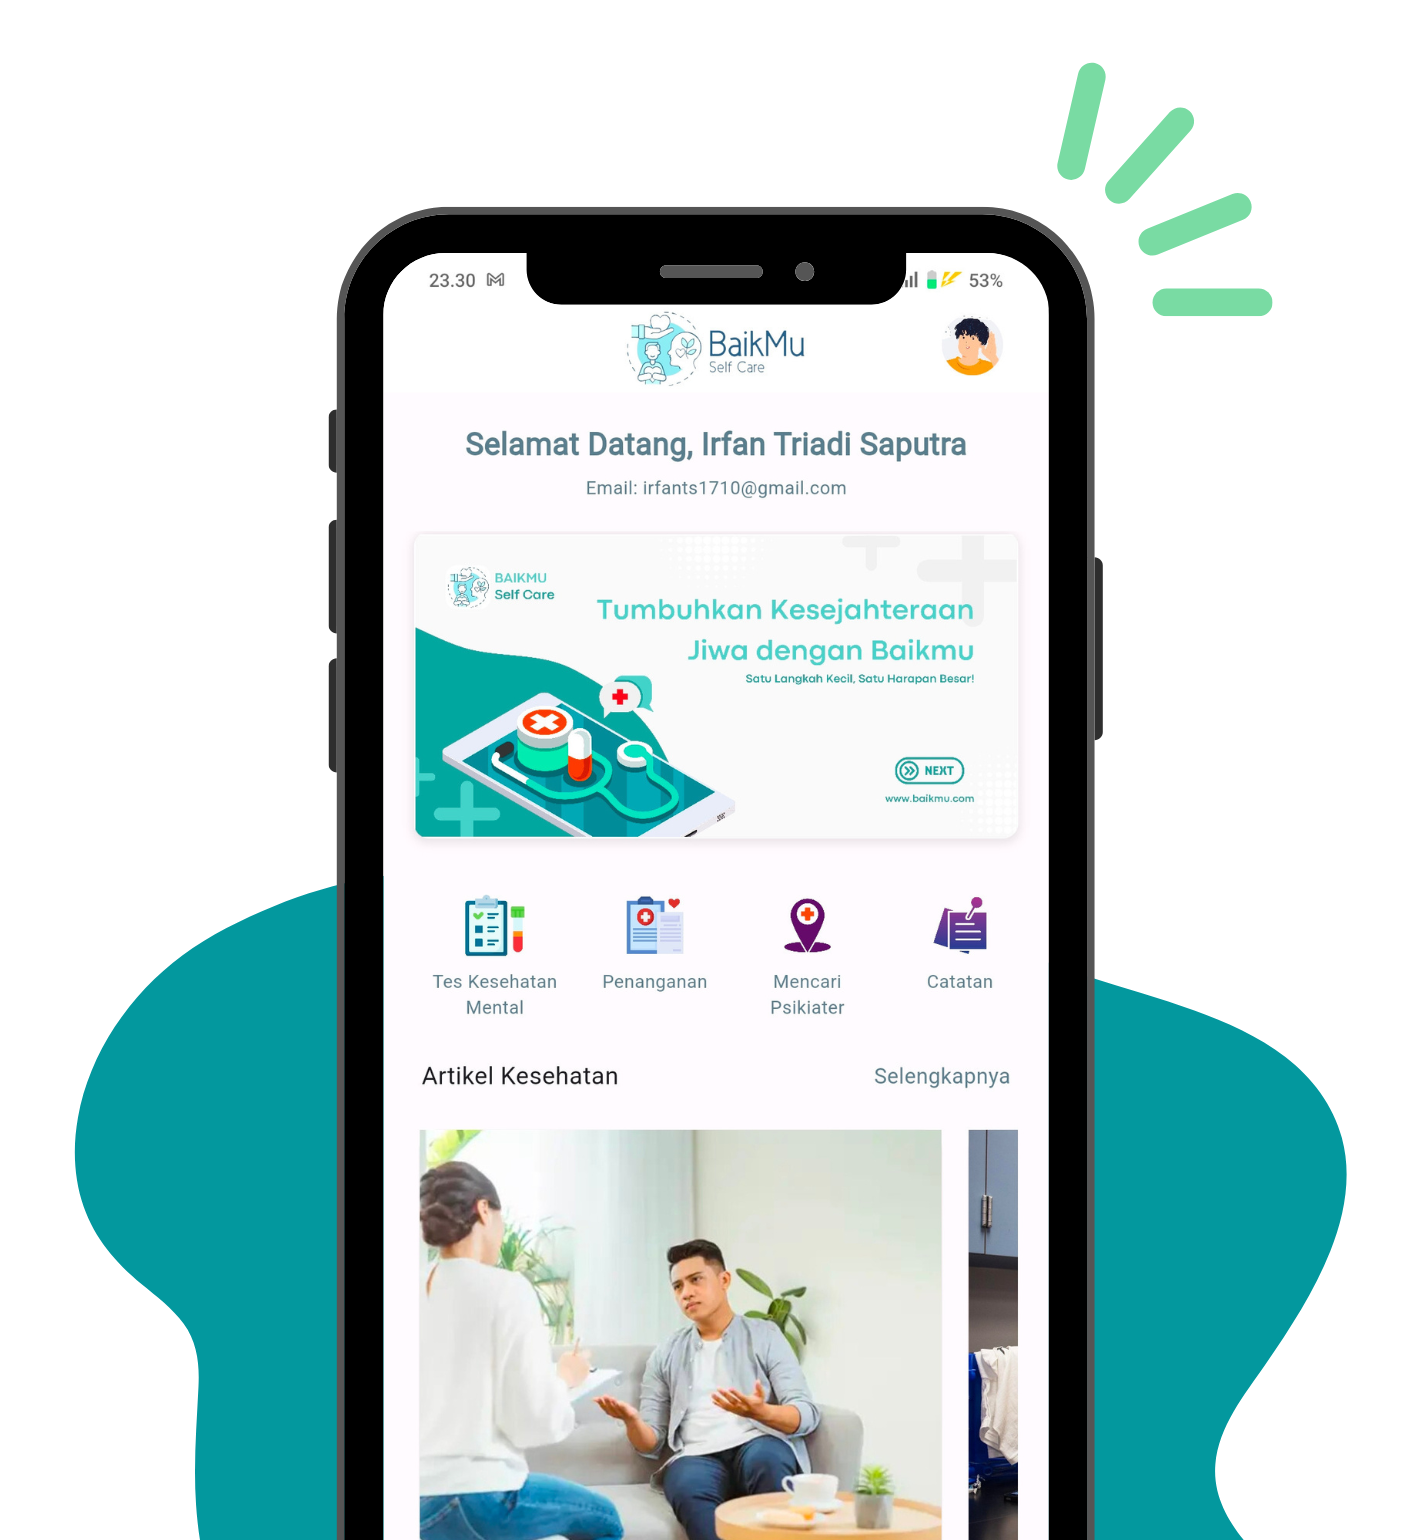 23.30
53%
BaikMu
Self Care
Selamat Datang, Irfan Triadi Saputra
Email: irfants1710@gmail.com
BAIKMU
Self Care
Tumbuhkan Kesejahteraan
Jiwa dengan Baikmu
Satu Langkah Kecil, Satu Harapan Besar!
NEXT
www.baikmu.com
Tes Kesehatan
Mental
Penanganan
Mencari
Psikiater
Catatan
Artikel Kesehatan
Selengkapnya